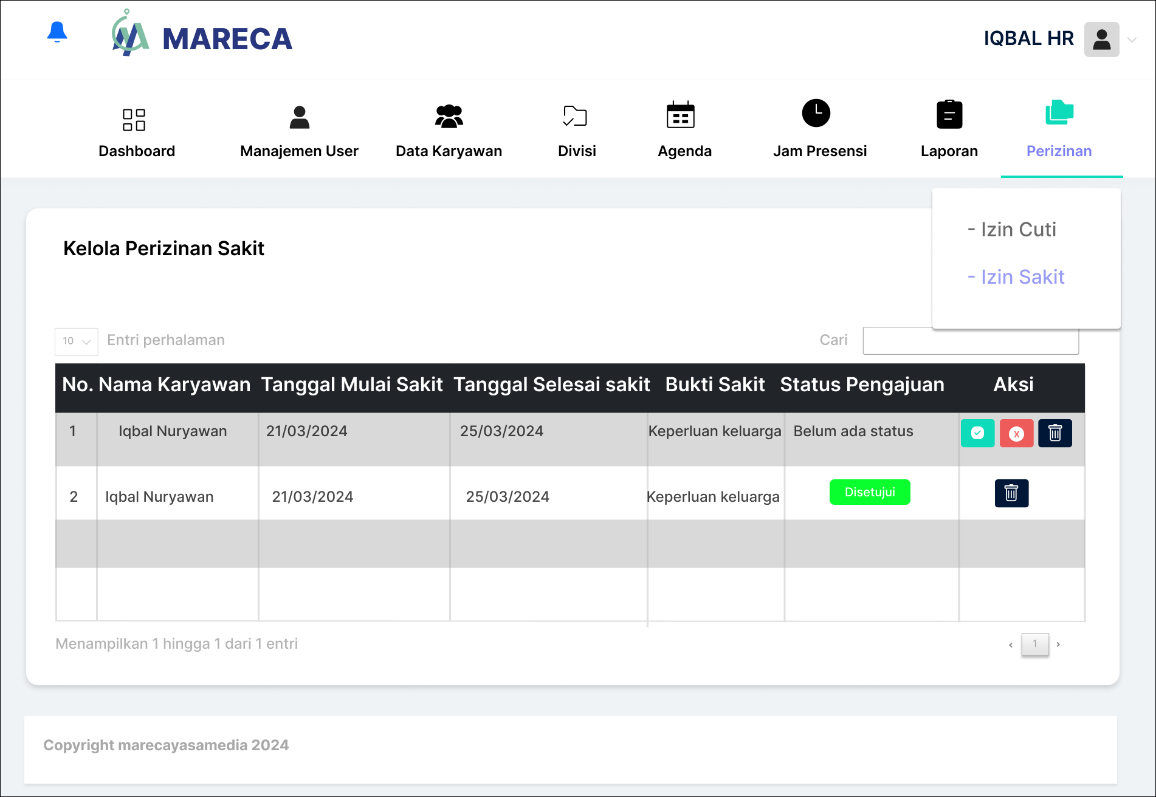 MARECA
IQBAL HR
Dashboard
Manajemen User
Data Karyawan
Divisi
Agenda
Jam Presensi
Laporan
Perizinan
- Izin Cuti
- Izin Sakit
Kelola Perizinan Sakit
10 Entri perhalaman
Cari
No. Nama Karyawan Tanggal Mulai Sakit Tanggal Selesai sakit Bukti Sakit Status Pengajuan Aksi
1 Iqbal Nuryawan 21/03/2024 25/03/2024 Keperluan keluarga Belum ada status
2 Iqbal Nuryawan 21/03/2024 25/03/2024 Keperluan keluarga Disetujui
Menampilkan 1 hingga 1 dari 1 entri
‹ 1 ›
Copyright marecayasamedia 2024